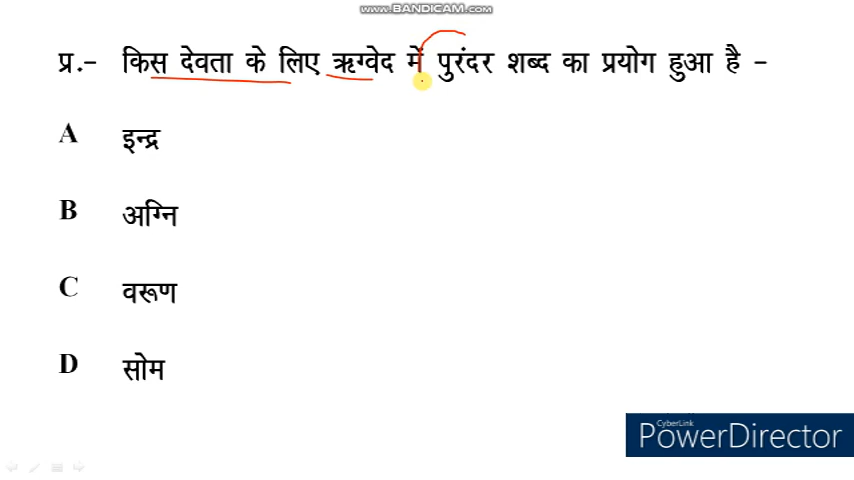 www.BANDICAM.com
प्र.- किस देवता के लिए ऋग्वेद में पुरंदर शब्द का प्रयोग हुआ है -
A इन्द्र
B अग्नि
C वरूण
D सोम
CyberLink
PowerDirector